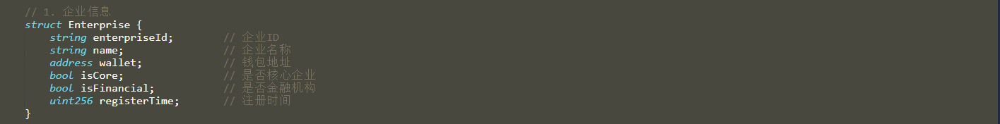 // 1. 企业信息
struct Enterprise {
string enterpriseId; // 企业ID
string name; // 企业名称
address wallet; // 钱包地址
bool isCore; // 是否核心企业
bool isFinancial; // 是否金融机构
uint256 registerTime; // 注册时间
}